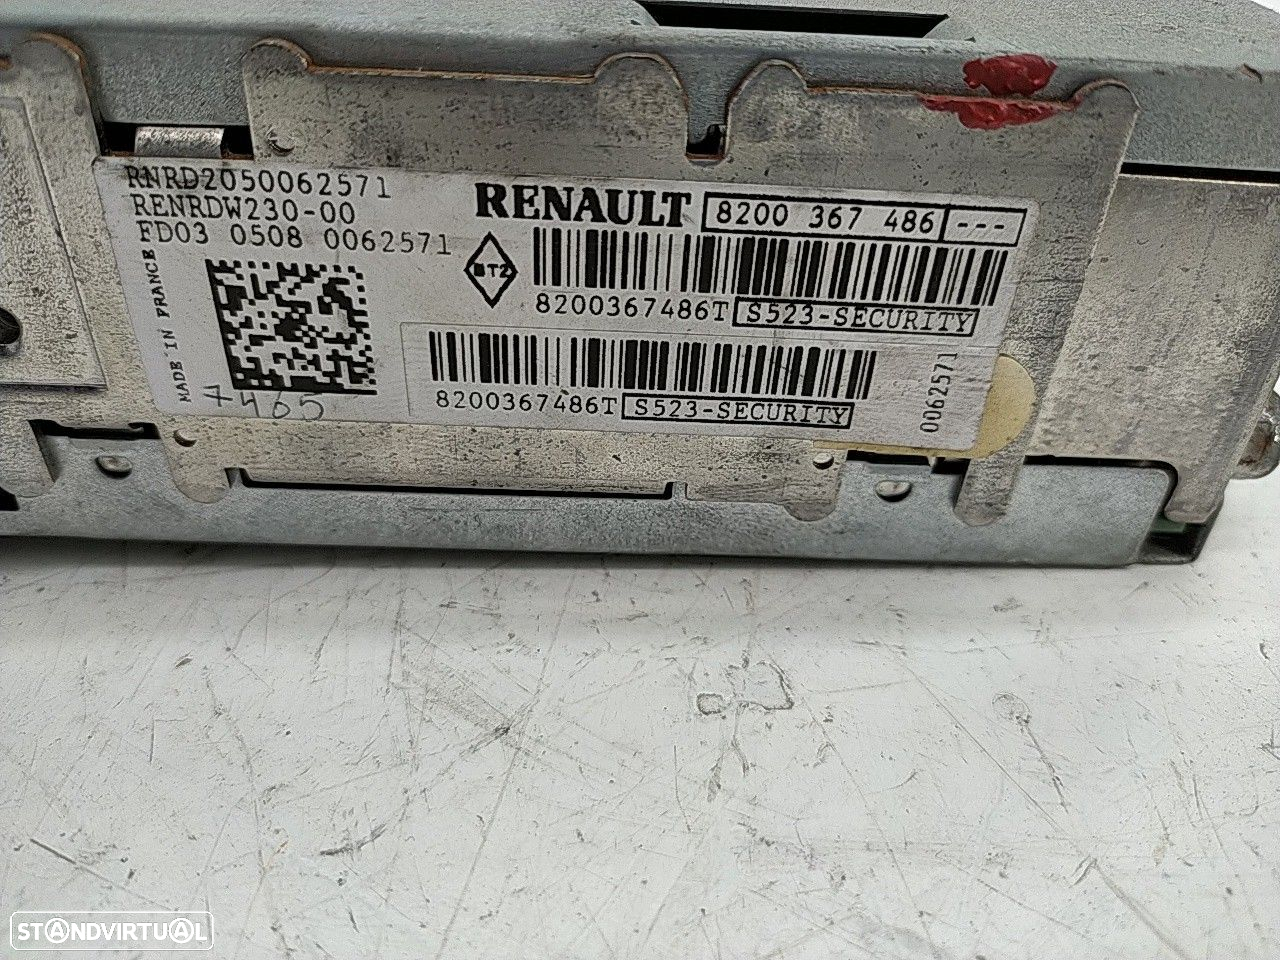 RNRD2050062571
RENRDW230-00
FD03 0508 0062571
RENAULT 8200 367 486 ---
BT2
8200367486T S523-SECURITY
8200367486T S523-SECURITY
0062571
MADE IN FRANCE
7465
STANDVIRTUAL